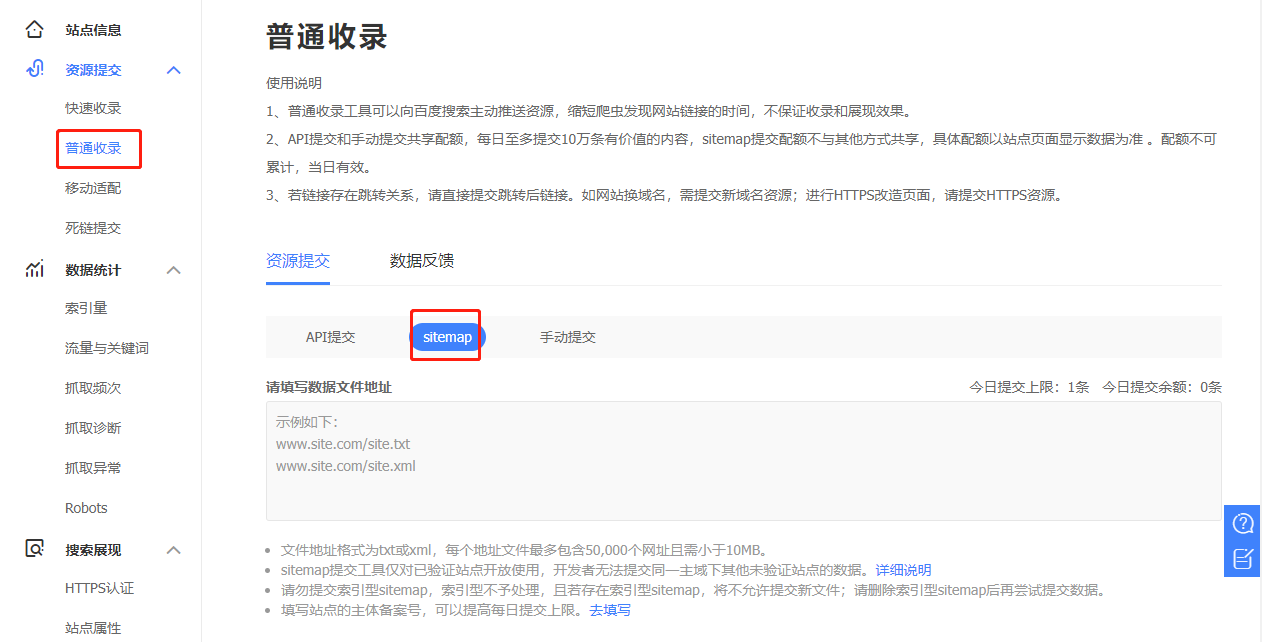 站点信息
资源提交
快速收录
普通收录
移动适配
死链提交
数据统计
索引量
流量与关键词
抓取频次
抓取诊断
抓取异常
Robots
搜索展现
HTTPS认证
站点属性
普通收录
使用说明
1、普通收录工具可以向百度搜索主动推送资源，缩短爬虫发现网站链接的时间，不保证收录和展现效果。
2、API提交和手动提交共享配额，每日至多提交10万条有价值的内容，sitemap提交配额不与其他方式共享，具体配额以站点页面显示数据为准 。配额不可
累计，当日有效。
3、若链接存在跳转关系，请直接提交跳转后链接。如网站换域名，需提交新域名资源；进行HTTPS改造页面，请提交HTTPS资源。
资源提交 数据反馈
API提交 sitemap 手动提交
请填写数据文件地址 今日提交上限：1条 今日提交余额：0条
示例如下：
www.site.com/site.txt
www.site.com/site.xml
文件地址格式为txt或xml，每个地址文件最多包含50,000个网址且需小于10MB。
sitemap提交工具仅对已验证站点开放使用，开发者无法提交同一主域下其他未验证站点的数据。详细说明
请勿提交索引型sitemap，索引型不予处理，且若存在索引型sitemap，将不允许提交新文件；请删除索引型sitemap后再尝试提交数据。
填写站点的主体备案号，可以提高每日提交上限。去填写